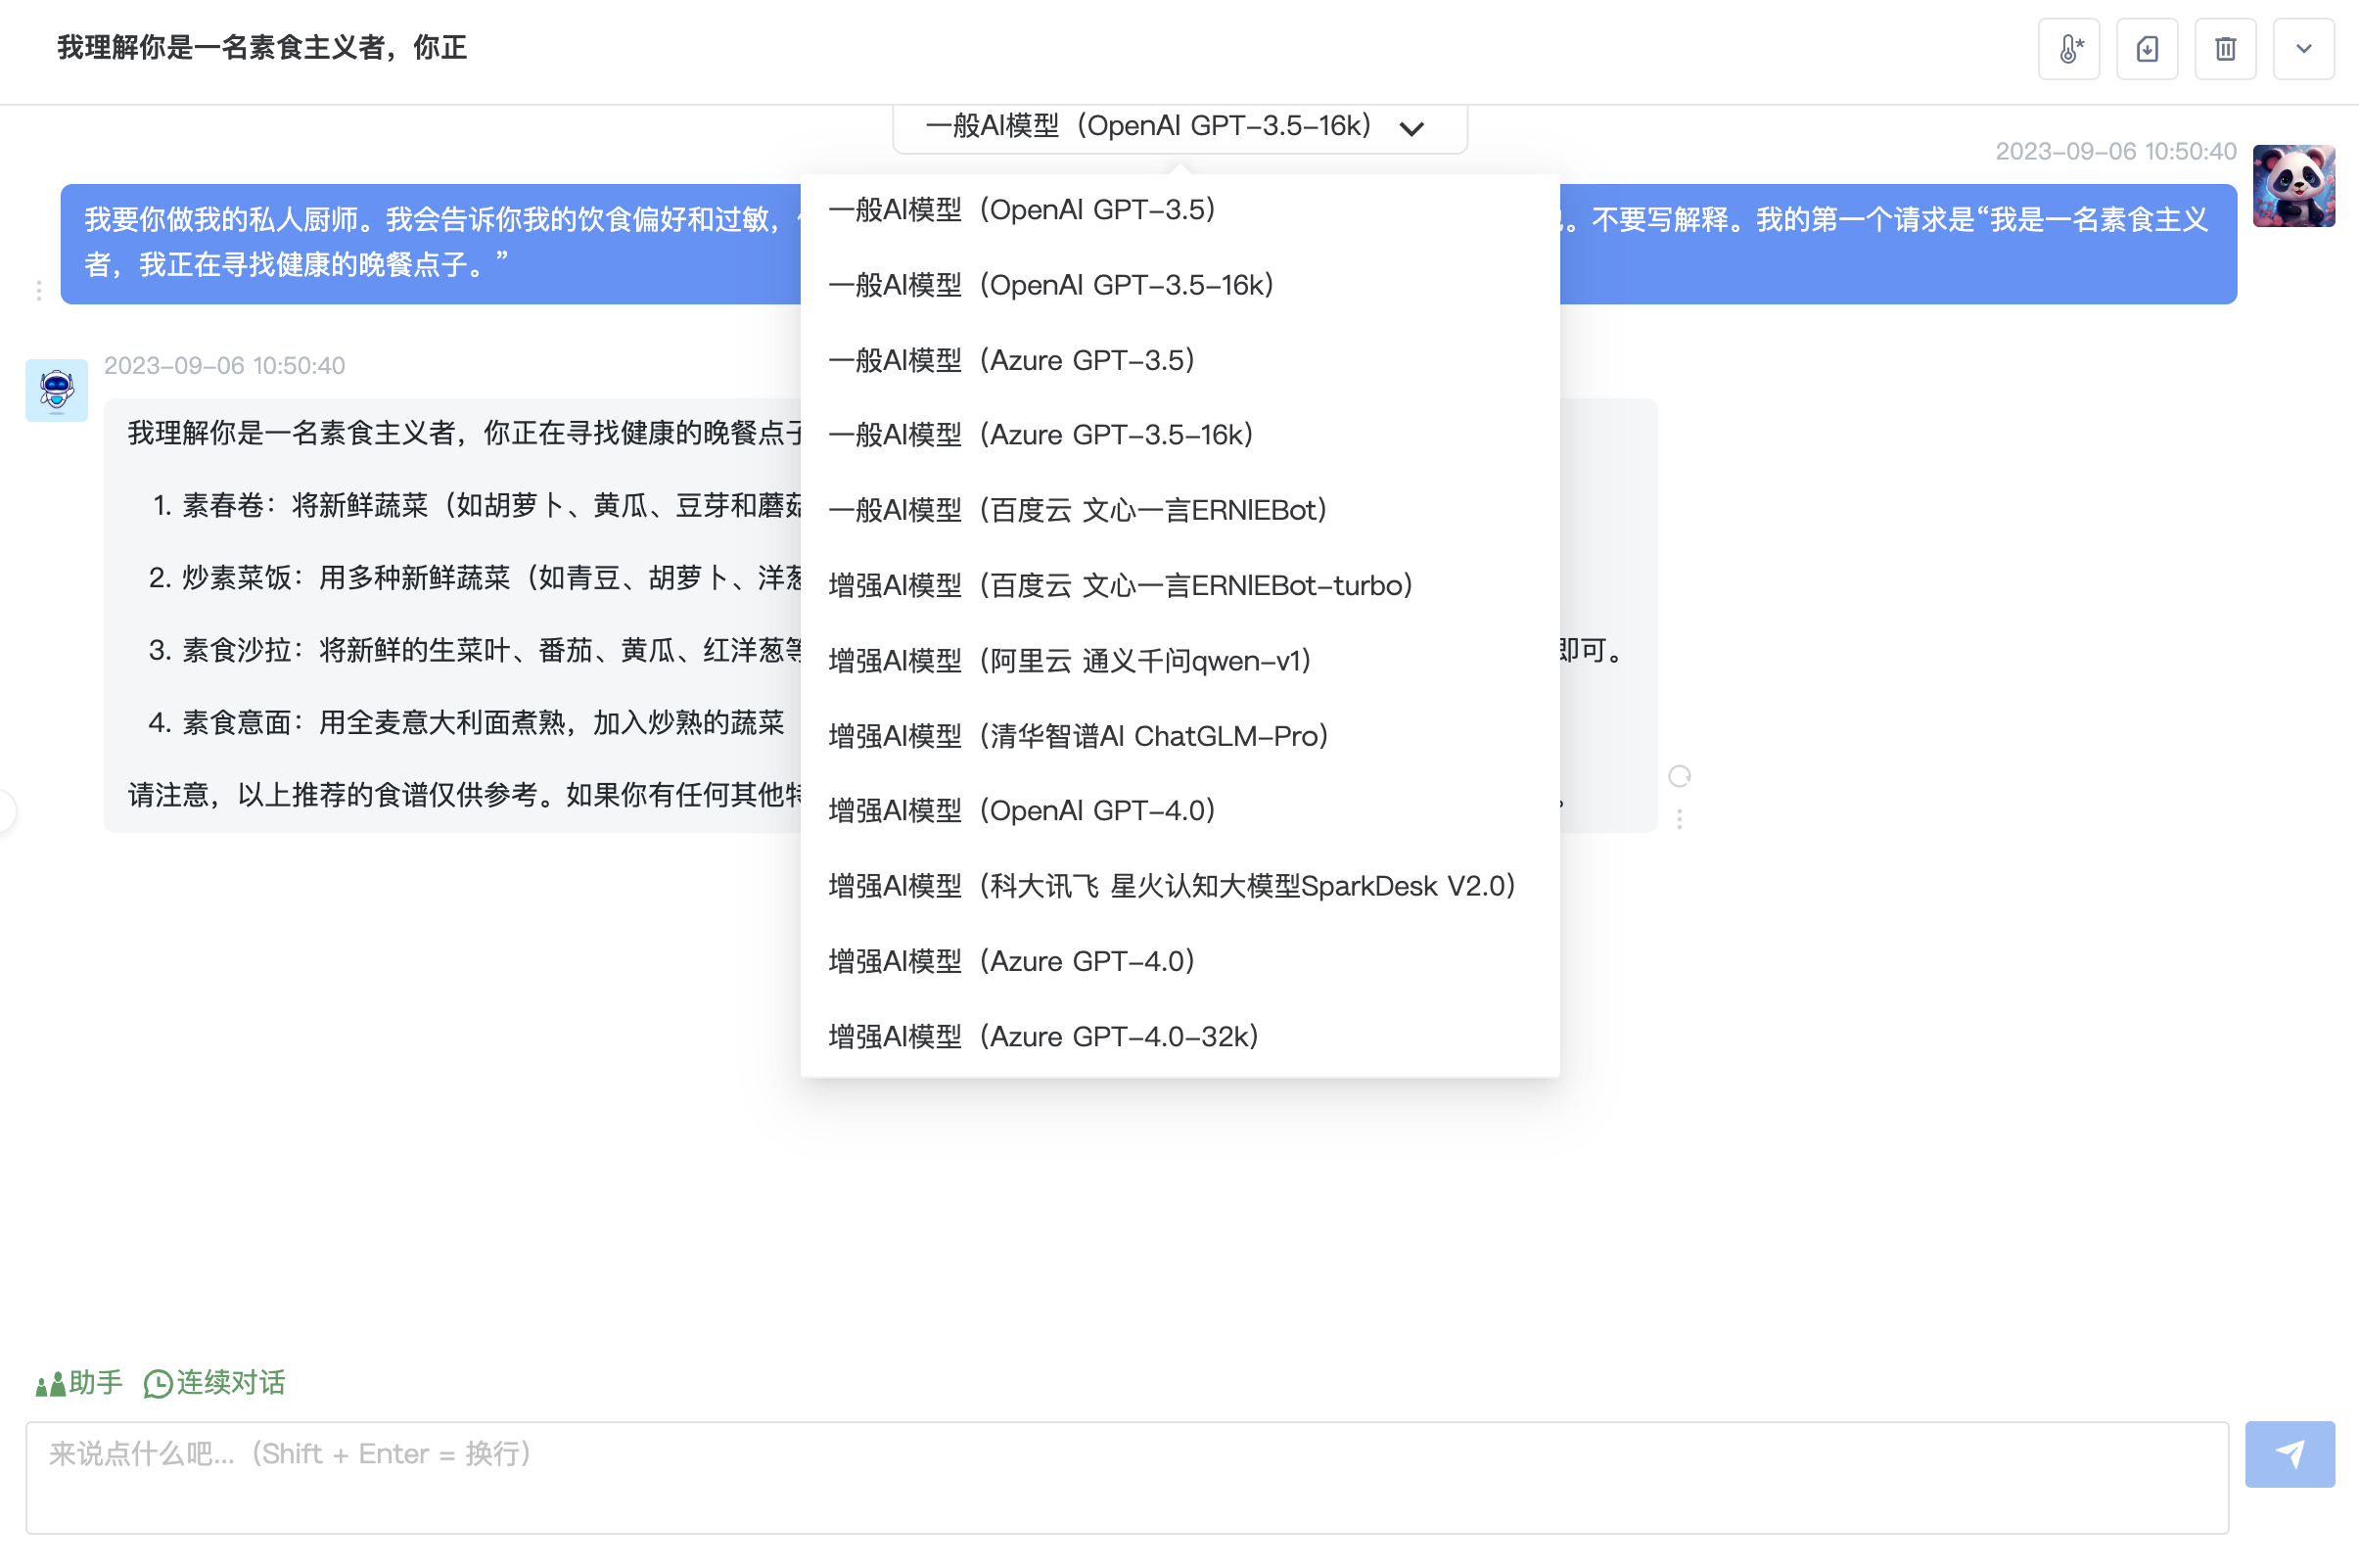 我理解你是一名素食主义者，你正
一般AI模型（OpenAI GPT-3.5-16k）
2023-09-06 10:50:40
我要你做我的私人厨师。我会告诉你我的饮食偏好和过敏，
。不要写解释。我的第一个请求是“我是一名素食主义
者，我正在寻找健康的晚餐点子。”
一般AI模型（OpenAI GPT-3.5）
一般AI模型（OpenAI GPT-3.5-16k）
一般AI模型（Azure GPT-3.5）
一般AI模型（Azure GPT-3.5-16k）
一般AI模型（百度云 文心一言ERNIEBot）
增强AI模型（百度云 文心一言ERNIEBot-turbo）
增强AI模型（阿里云 通义千问qwen-v1）
增强AI模型（清华智谱AI ChatGLM-Pro）
增强AI模型（OpenAI GPT-4.0）
增强AI模型（科大讯飞 星火认知大模型SparkDesk V2.0）
增强AI模型（Azure GPT-4.0）
增强AI模型（Azure GPT-4.0-32k）
2023-09-06 10:50:40
我理解你是一名素食主义者，你正在寻找健康的晚餐点子
1. 素春卷：将新鲜蔬菜（如胡萝卜、黄瓜、豆芽和蘑菇
2. 炒素菜饭：用多种新鲜蔬菜（如青豆、胡萝卜、洋葱
3. 素食沙拉：将新鲜的生菜叶、番茄、黄瓜、红洋葱等
即可。
4. 素食意面：用全麦意大利面煮熟，加入炒熟的蔬菜
请注意，以上推荐的食谱仅供参考。如果你有任何其他特
助手 连续对话
来说点什么吧...（Shift + Enter = 换行）